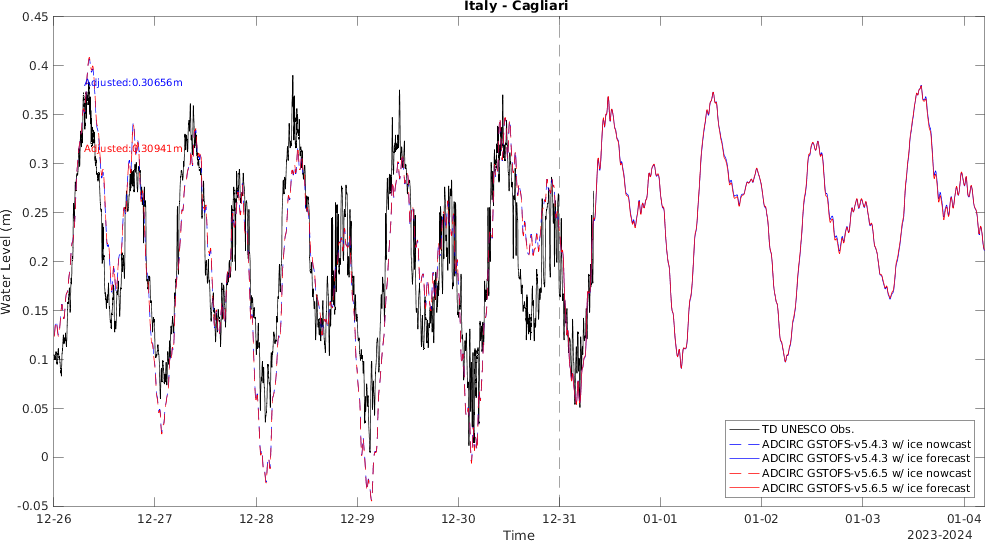 Italy - Cagliari
0.45
0.4
0.35
0.3
0.25
0.2
0.15
0.1
0.05
0
-0.05
Water Level (m)
Adjusted:0.30656m
Adjusted:0.30941m
TD UNESCO Obs.
ADCIRC GSTOFS-v5.4.3 w/ ice nowcast
ADCIRC GSTOFS-v5.4.3 w/ ice forecast
ADCIRC GSTOFS-v5.6.5 w/ ice nowcast
ADCIRC GSTOFS-v5.6.5 w/ ice forecast
12-26 12-27 12-28 12-29 12-30 12-31 01-01 01-02 01-03 01-04
Time
2023-2024